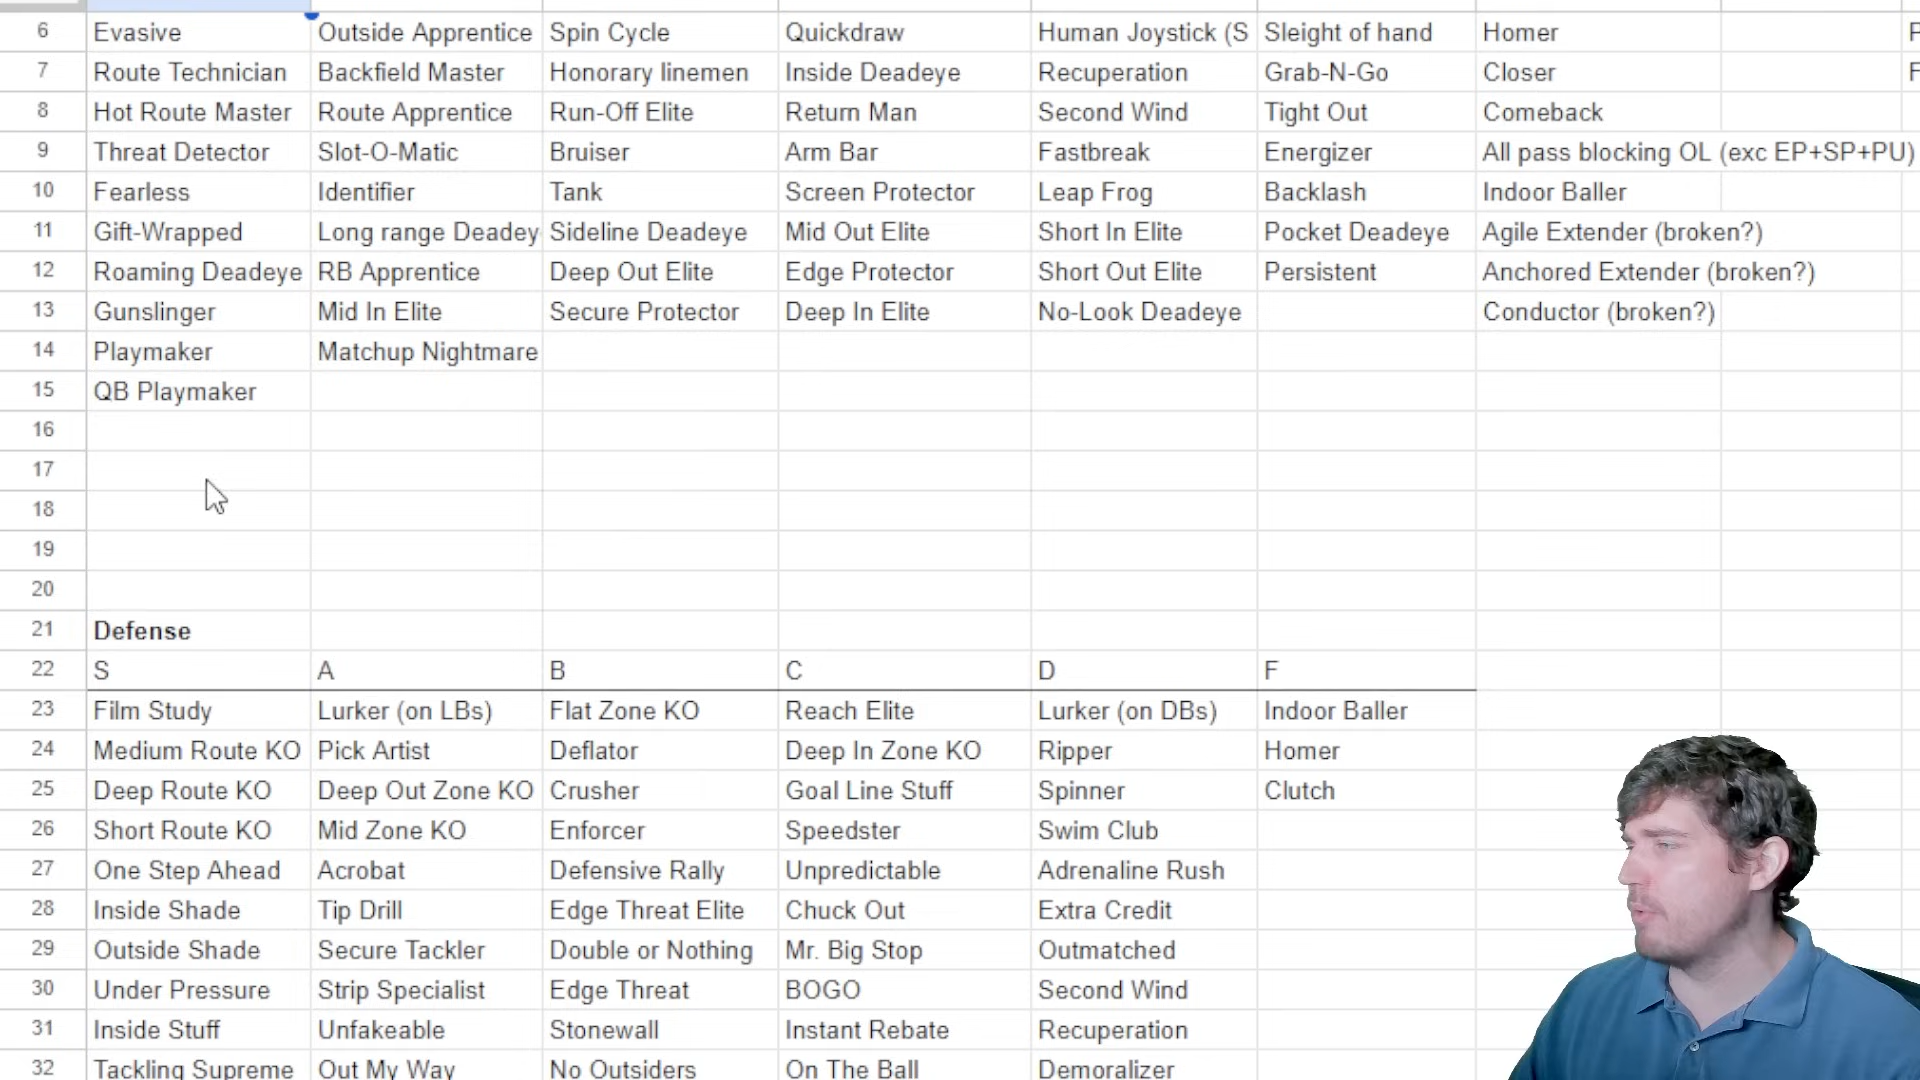 6 Evasive Outside Apprentice Spin Cycle Quickdraw Human Joystick (S Sleight of hand Homer
7 Route Technician Backfield Master Honorary linemen Inside Deadeye Recuperation Grab-N-Go Closer
8 Hot Route Master Route Apprentice Run-Off Elite Return Man Second Wind Tight Out Comeback
9 Threat Detector Slot-O-Matic Bruiser Arm Bar Fastbreak Energizer All pass blocking OL (exc EP+SP+PU)
10 Fearless Identifier Tank Screen Protector Leap Frog Backlash Indoor Baller
11 Gift-Wrapped Long range Deadey Sideline Deadeye Mid Out Elite Short In Elite Pocket Deadeye Agile Extender (broken?)
12 Roaming Deadeye RB Apprentice Deep Out Elite Edge Protector Short Out Elite Persistent Anchored Extender (broken?)
13 Gunslinger Mid In Elite Secure Protector Deep In Elite No-Look Deadeye Conductor (broken?)
14 Playmaker Matchup Nightmare
15 QB Playmaker
16
17
18
19
20
21 Defense
22 S A B C D F
23 Film Study Lurker (on LBs) Flat Zone KO Reach Elite Lurker (on DBs) Indoor Baller
24 Medium Route KO Pick Artist Deflator Deep In Zone KO Ripper Homer
25 Deep Route KO Deep Out Zone KO Crusher Goal Line Stuff Spinner Clutch
26 Short Route KO Mid Zone KO Enforcer Speedster Swim Club
27 One Step Ahead Acrobat Defensive Rally Unpredictable Adrenaline Rush
28 Inside Shade Tip Drill Edge Threat Elite Chuck Out Extra Credit
29 Outside Shade Secure Tackler Double or Nothing Mr. Big Stop Outmatched
30 Under Pressure Strip Specialist Edge Threat BOGO Second Wind
31 Inside Stuff Unfakeable Stonewall Instant Rebate Recuperation
32 Tackling Supreme Out My Way No Outsiders On The Ball Demoralizer